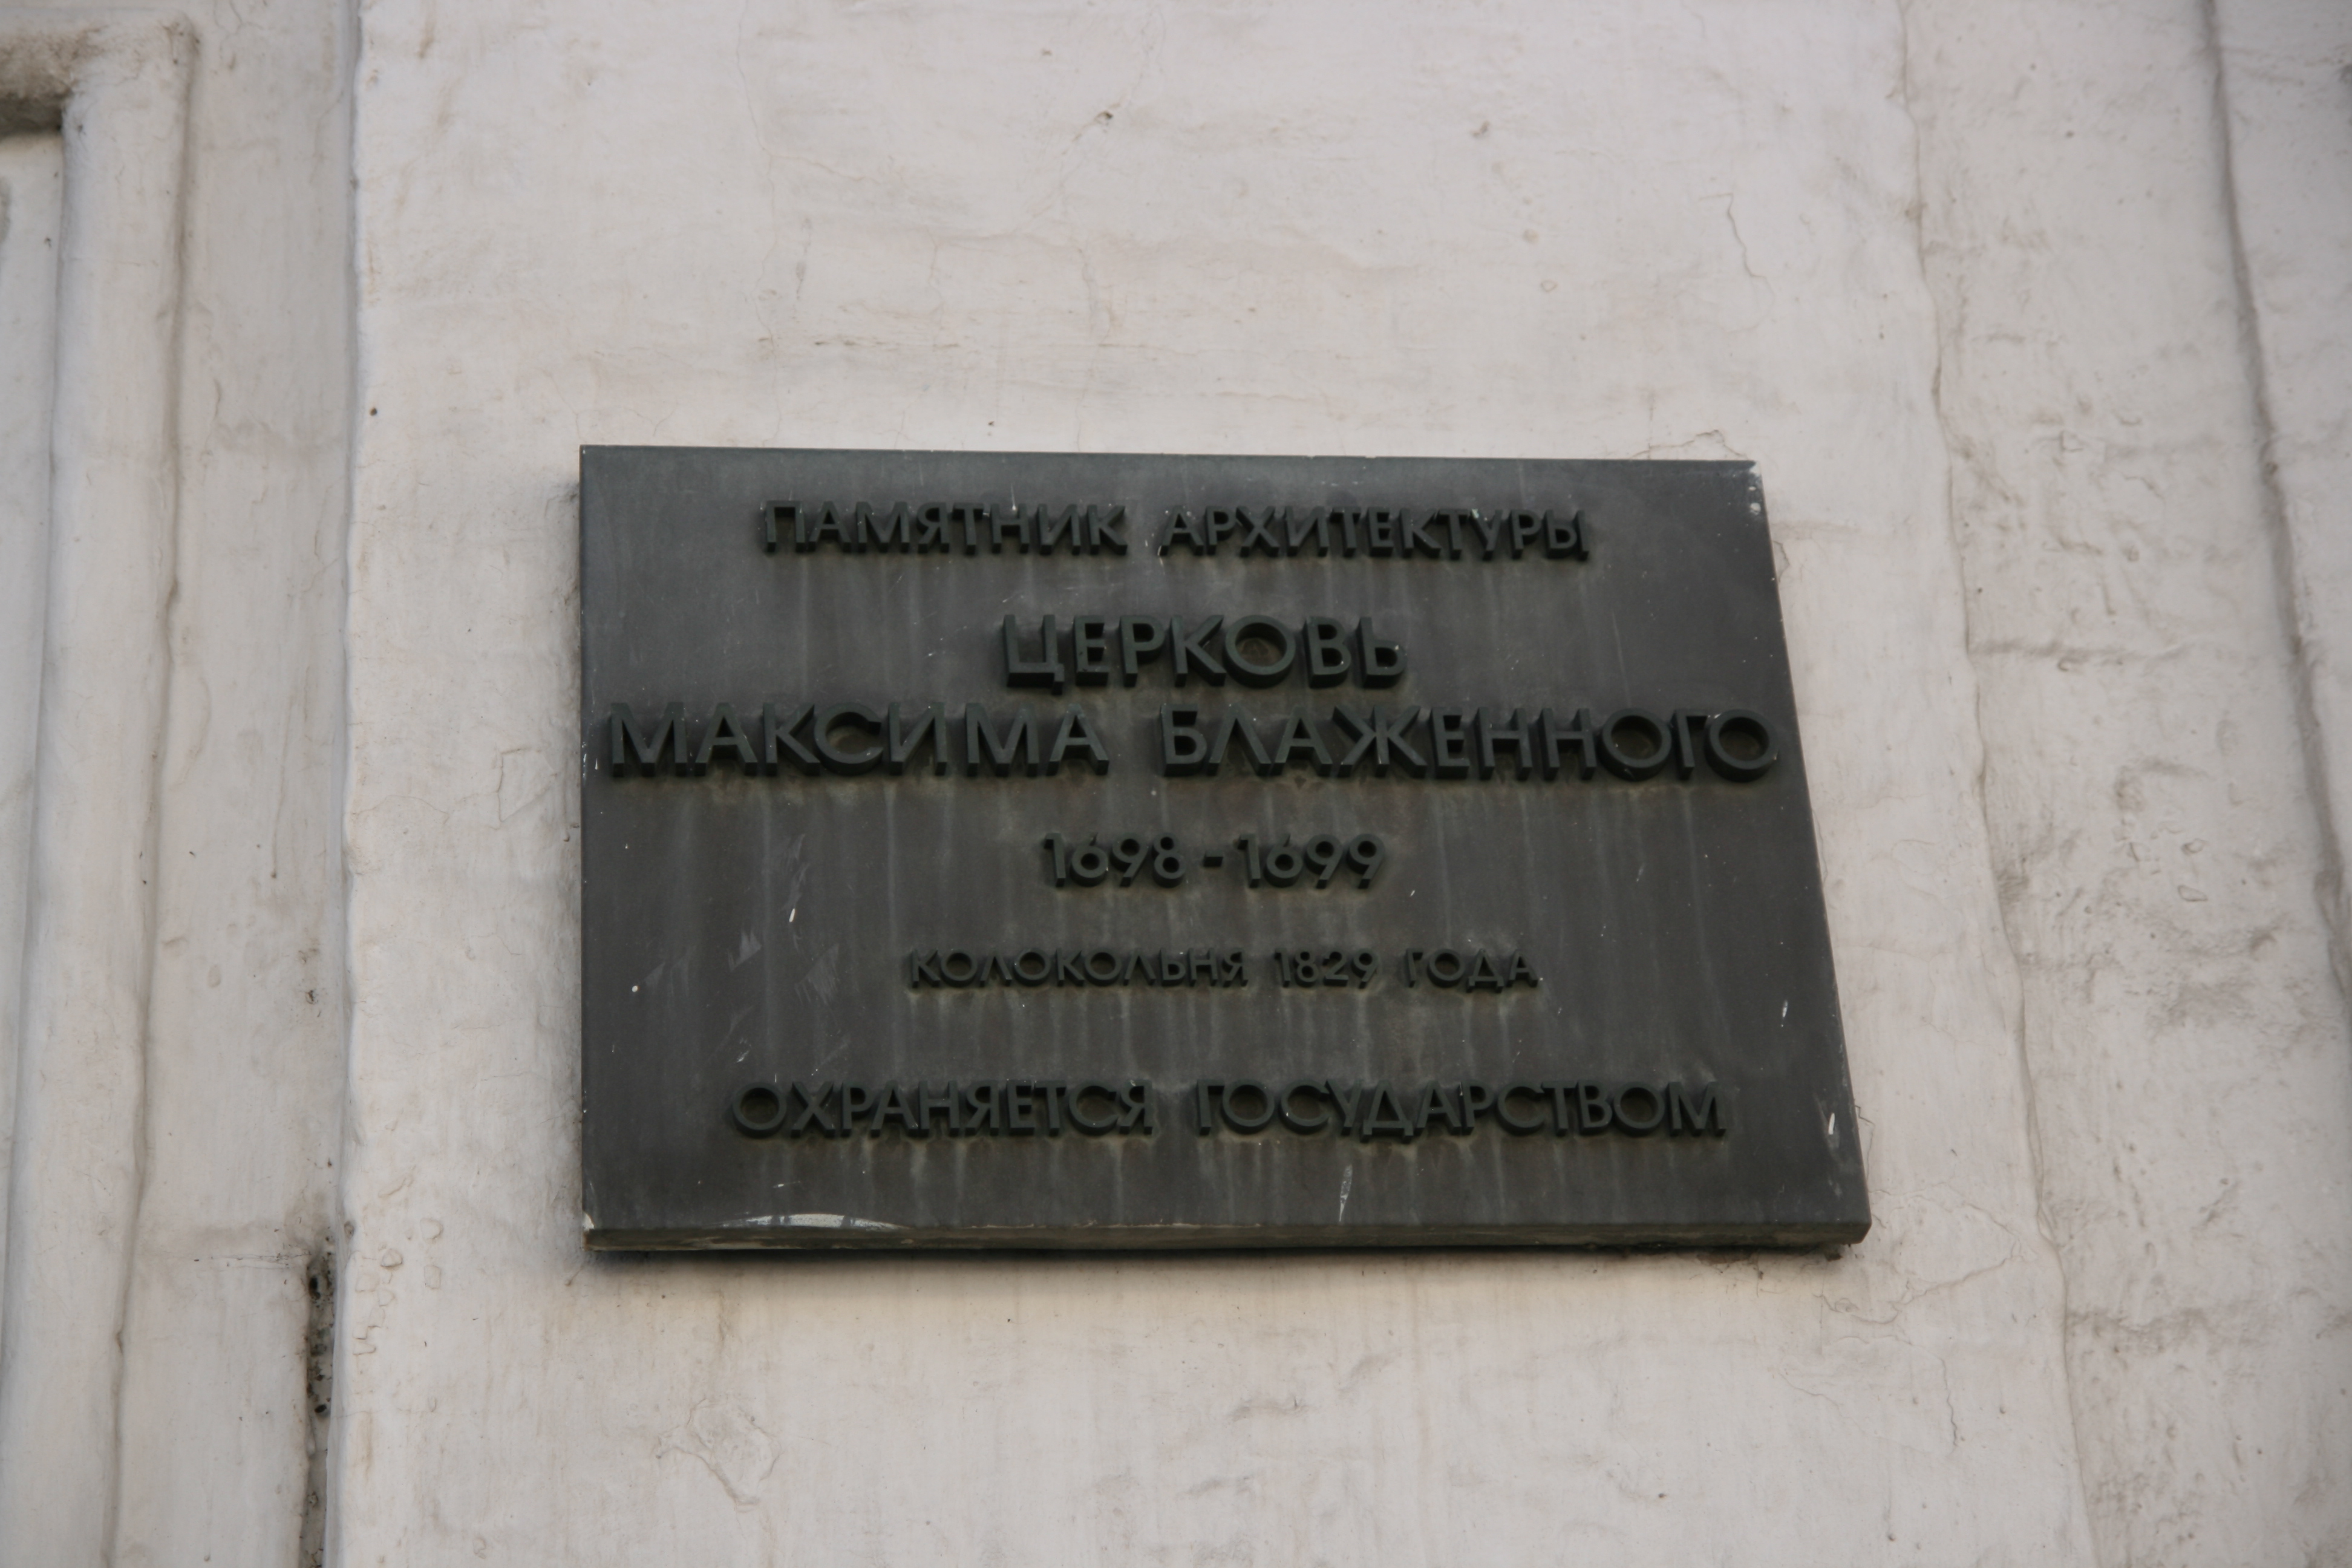 ПАМЯТНИК АРХИТЕКТУРЫ
ЦЕРКОВЬ
МАКСИМА БЛАЖЕННОГО
1698-1699
КОЛОКОЛЬНЯ 1829 ГОДА
ОХРАНЯЕТСЯ ГОСУДАРСТВОМ